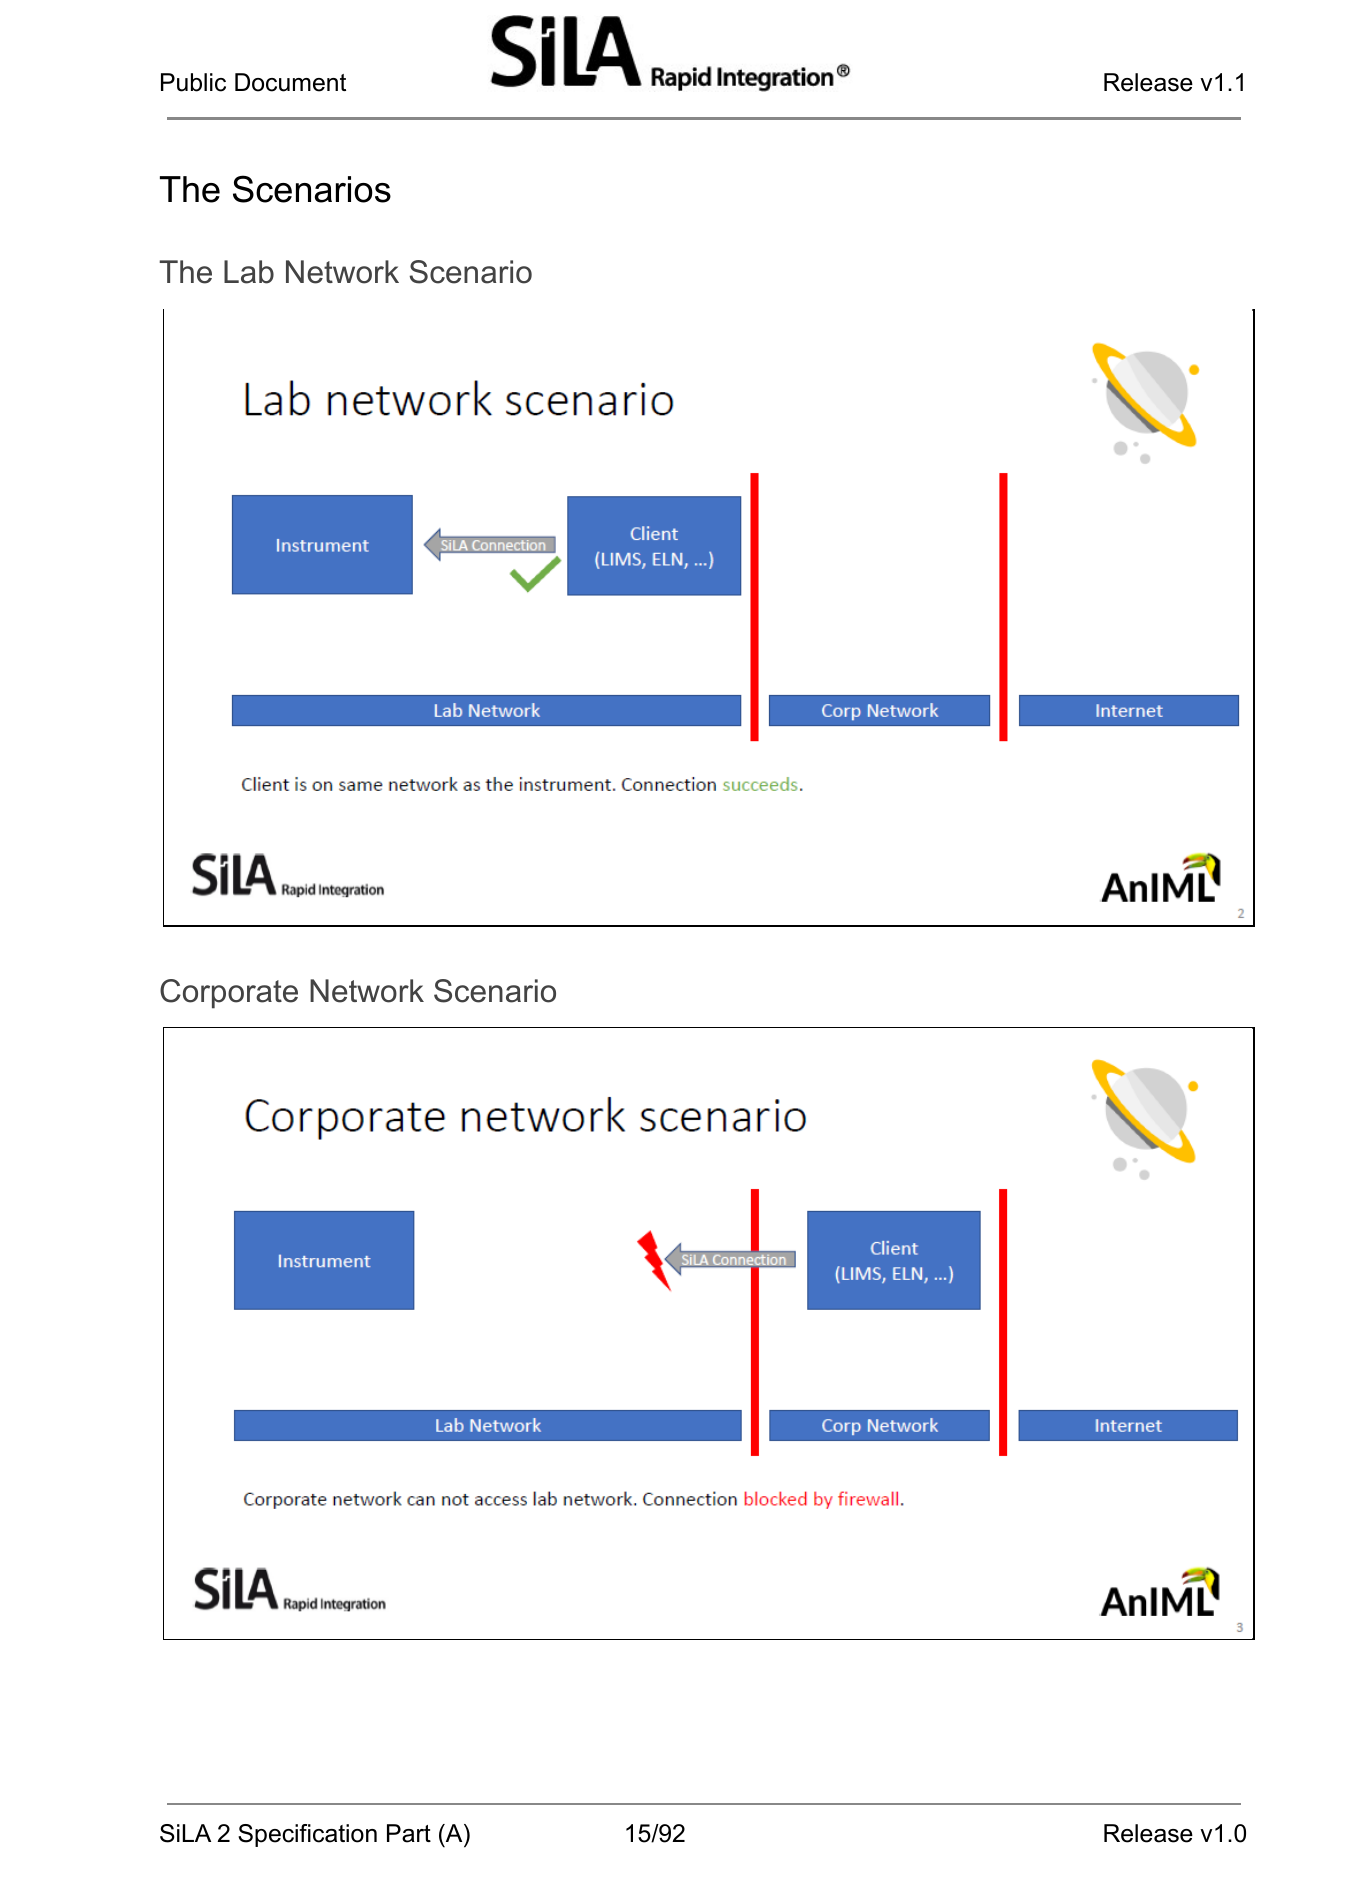 Public Document
SiLA Rapid Integration®
Release v1.1
The Scenarios
The Lab Network Scenario
Lab network scenario
Instrument
SiLA Connection
Client
(LIMS, ELN, ...)
Lab Network
Corp Network
Internet
Client is on same network as the instrument. Connection succeeds.
SiLA Rapid Integration
AnIML
2
Corporate Network Scenario
Corporate network scenario
Instrument
SiLA Connection
Client
(LIMS, ELN, ...)
Lab Network
Corp Network
Internet
Corporate network can not access lab network. Connection blocked by firewall.
SiLA Rapid Integration
AnIML
3
SiLA 2 Specification Part (A)
15/92
Release v1.0